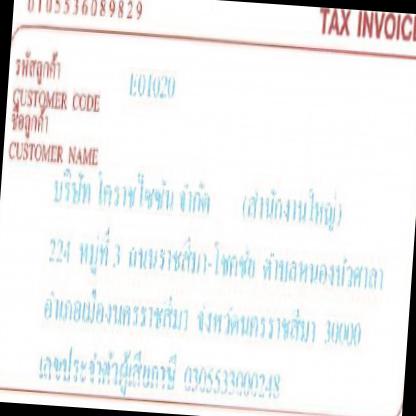 0105536089829
TAX INVOICE
รหัสลูกค้า
E01020
CUSTOMER CODE
ชื่อลูกค้า
CUSTOMER NAME
บริษัท โคราช จำกัด (สำนักงานใหญ่)
224 หมู่ที่ 3 ถนนราชสีมา-โชคชัย ตำบลหนองบัวศาลา
อำเภอเมืองนครราชสีมา จังหวัดนครราชสีมา 30000
เลขประจำตัวผู้เสียภาษี 0305533000248